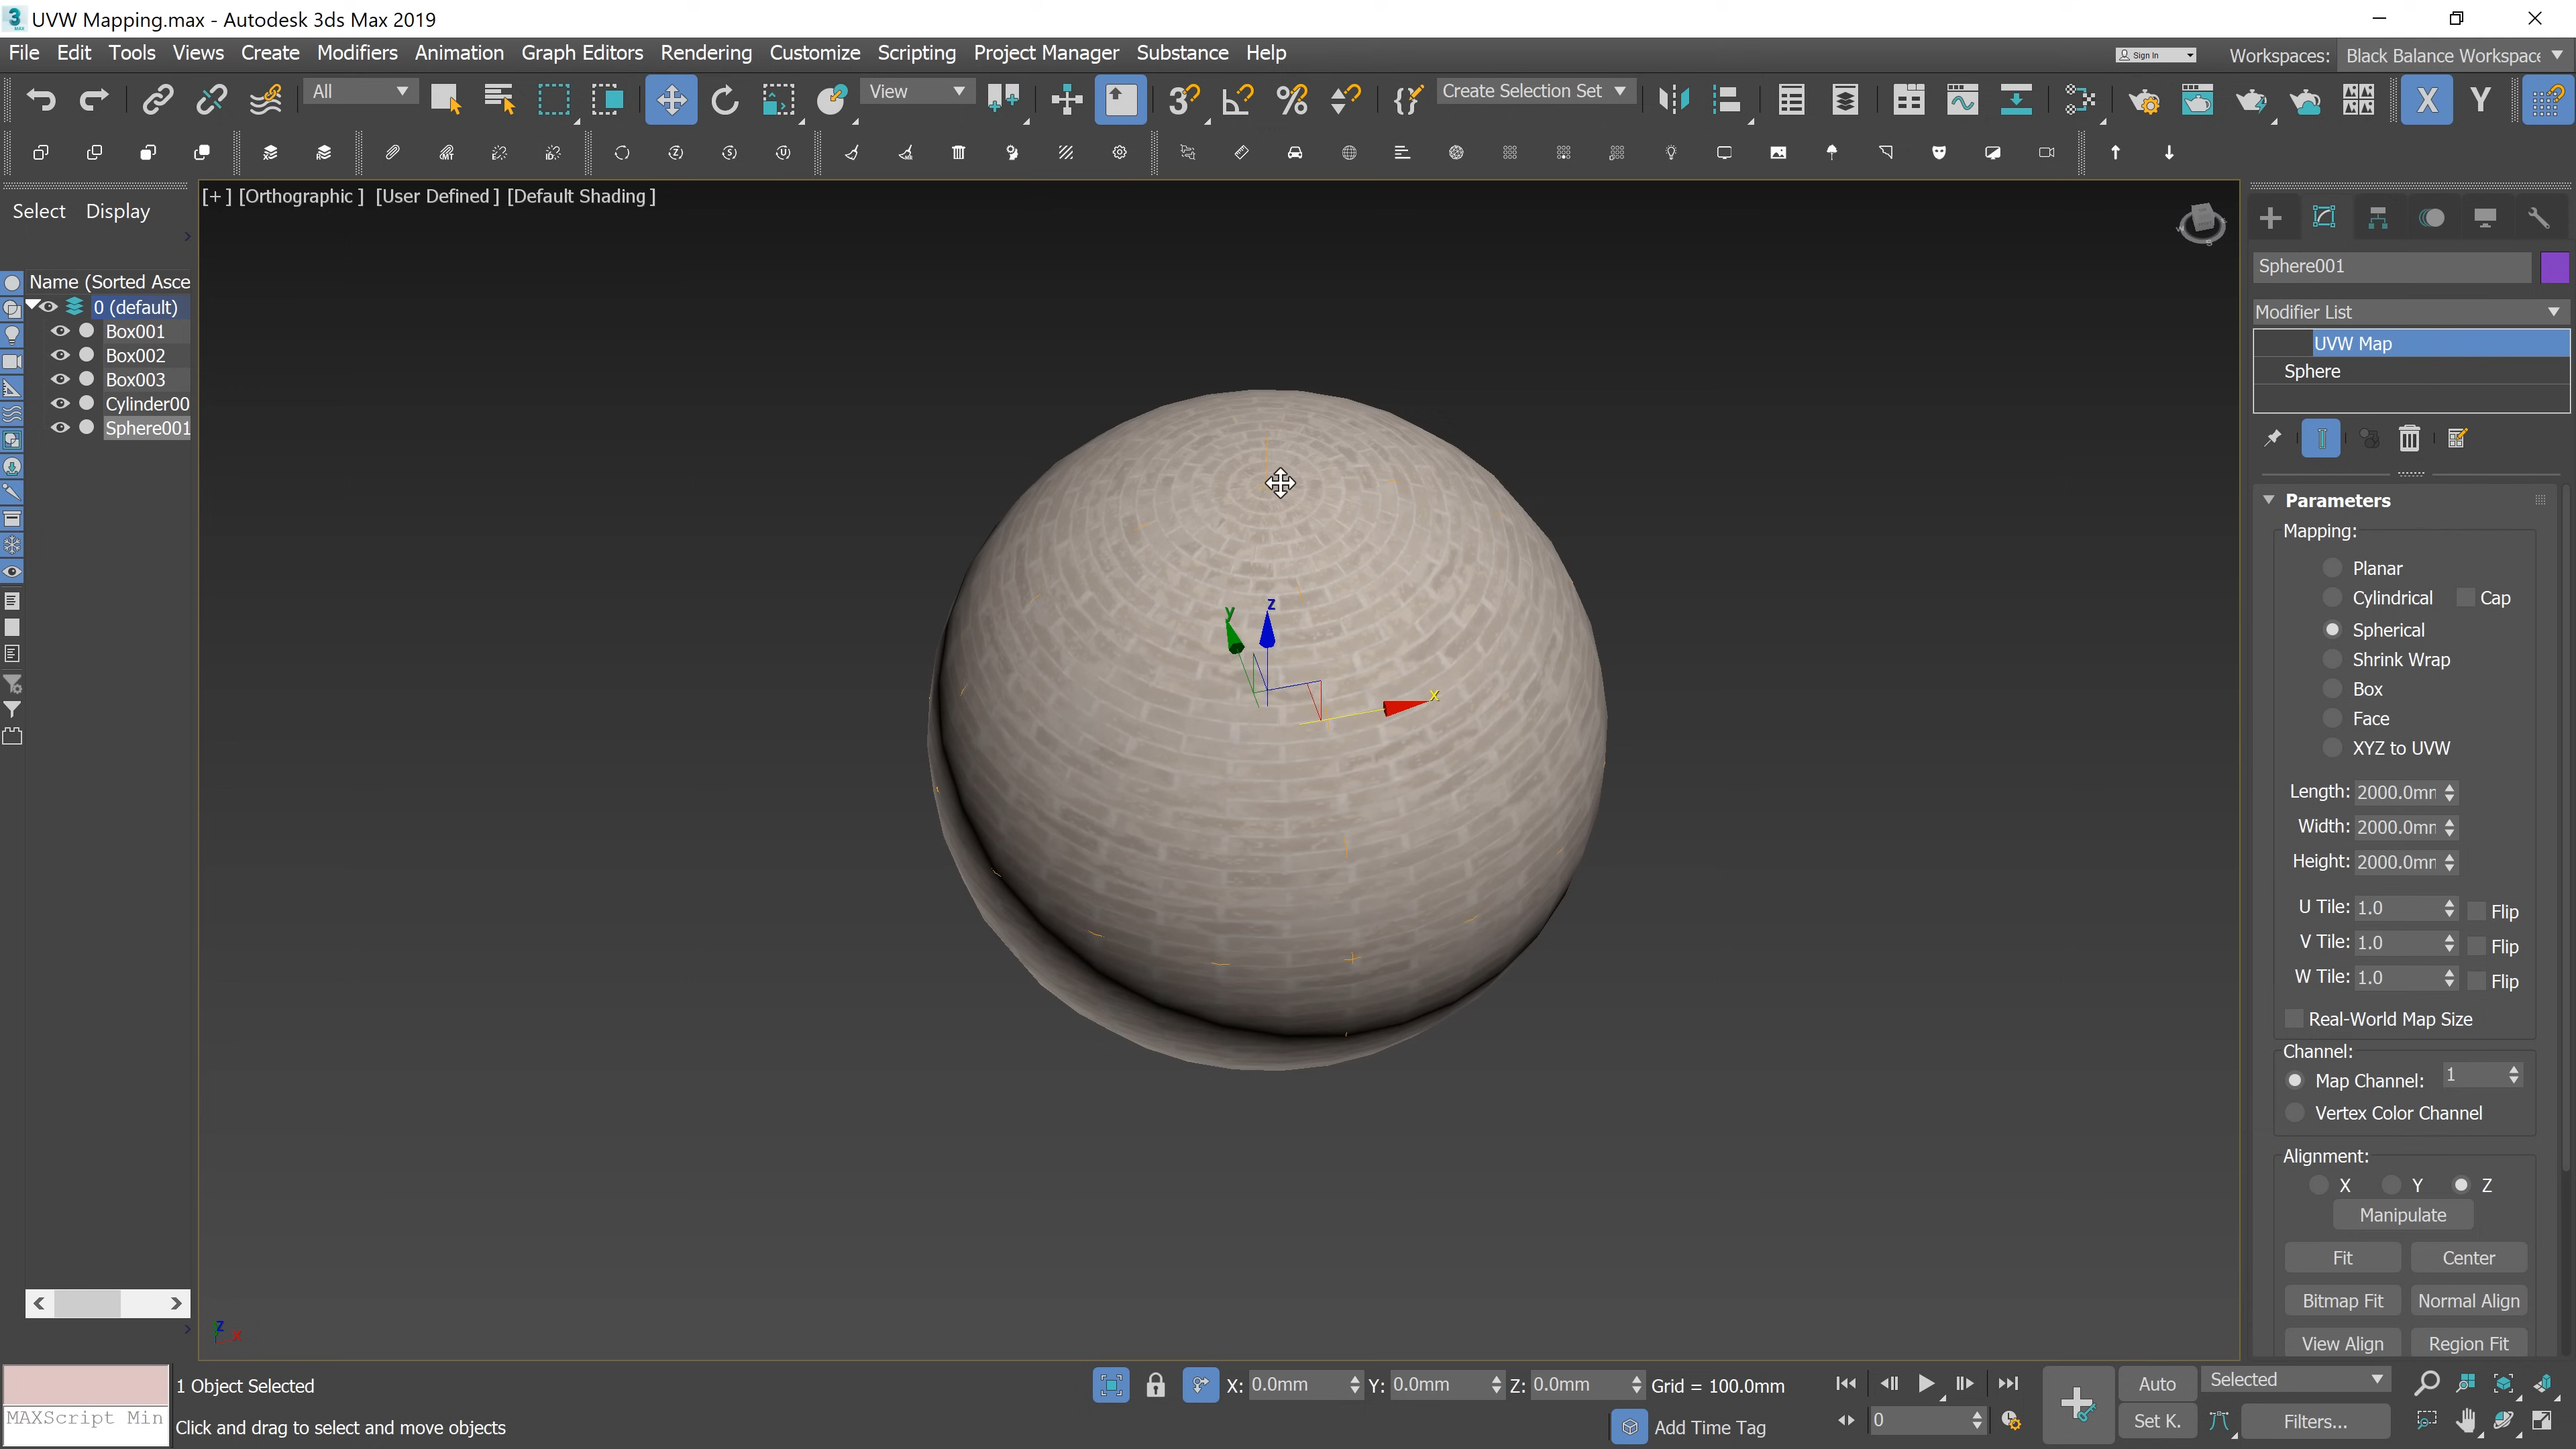 UVW Mapping.max - Autodesk 3ds Max 2019
File Edit Tools Views Create Modifiers Animation Graph Editors Rendering Customize Scripting Project Manager Substance Help
Sign In
Workspaces: Black Balance Workspace
All
View
Create Selection Set
X Y
Select Display
[+] [Orthographic] [User Defined] [Default Shading]
Name (Sorted Asce
0 (default)
Box001
Box002
Box003
Cylinder00
Sphere001
y
z
x
z
x
Sphere001
Modifier List
UVW Map
Sphere
Parameters
Mapping:
Planar
Cylindrical Cap
Spherical
Shrink Wrap
Box
Face
XYZ to UVW
Length: 2000.0mr
Width: 2000.0mr
Height: 2000.0mr
U Tile: 1.0 Flip
V Tile: 1.0 Flip
W Tile: 1.0 Flip
Real-World Map Size
Channel:
Map Channel: 1
Vertex Color Channel
Alignment:
X Y Z
Manipulate
Fit Center
Bitmap Fit Normal Align
View Align Region Fit
MAXScript Min
1 Object Selected
Click and drag to select and move objects
X: 0.0mm Y: 0.0mm Z: 0.0mm Grid = 100.0mm
Add Time Tag
0
Auto Selected
Set K. Filters...